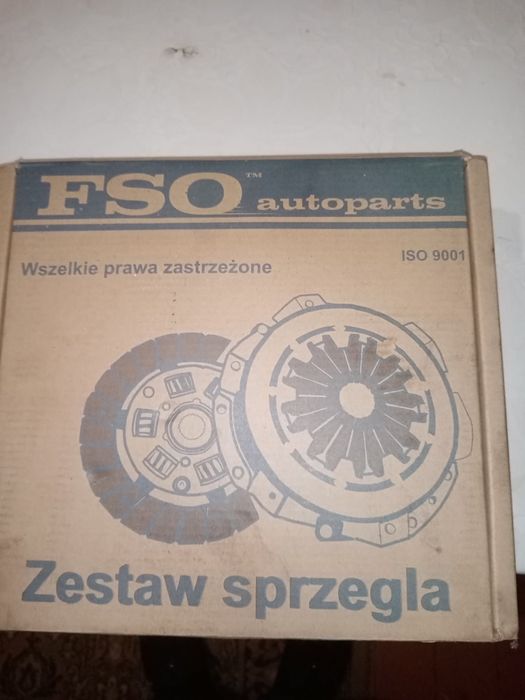 FSO™ autoparts
Wszelkie prawa zastrzeżone
ISO 9001
Zestaw sprzegla